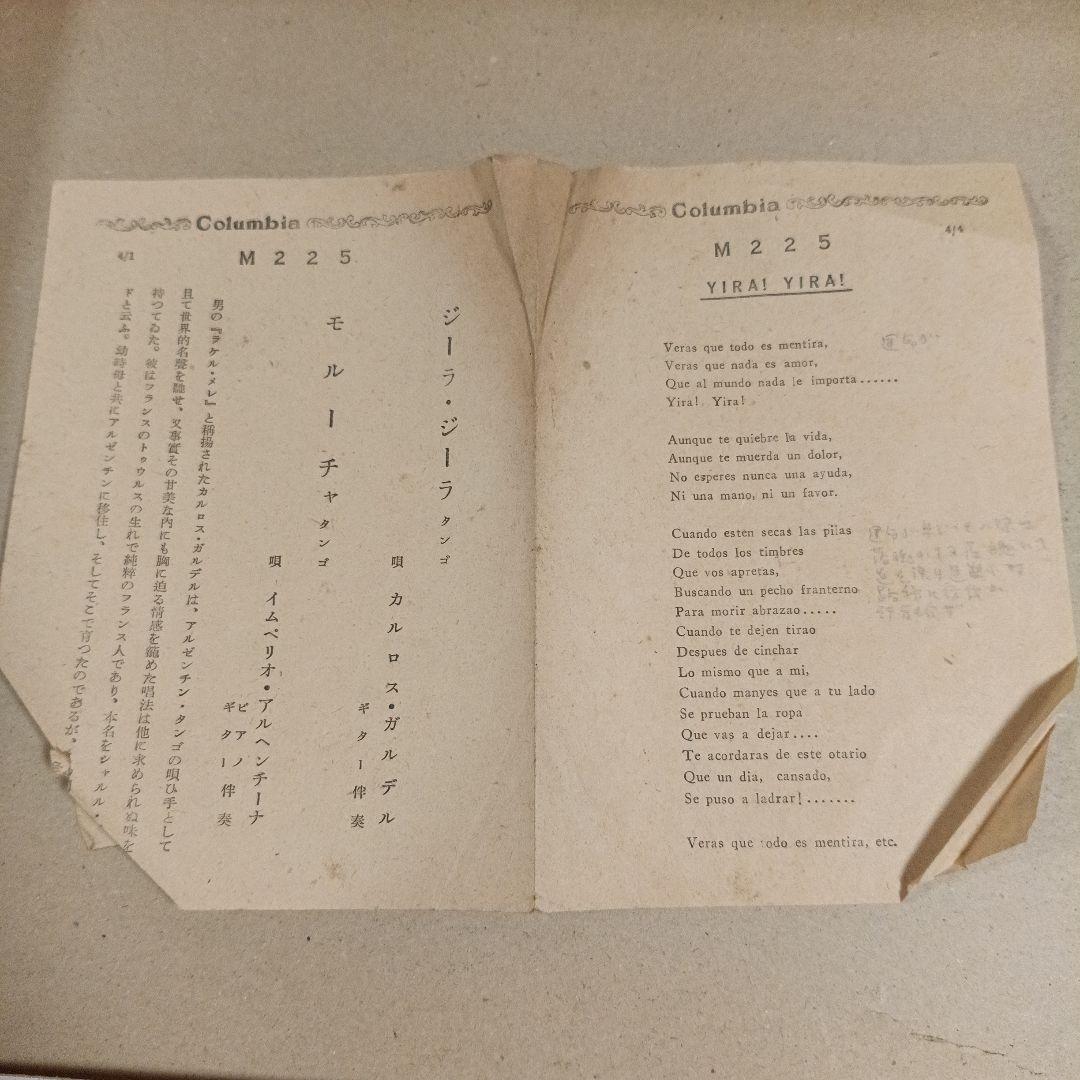 Columbia
4/1
M225
ジーラ・ジーラ タンゴ
唄 カルロス・ガルデル
ギター伴奏
モルーチャ タンゴ
唄 イムペリオ・アルヘンチーナ
ピアノ
ギター伴奏
男の『ラケル・メレ』と稱揚されたカルロス・ガルデルは、アルゼンチン・タンゴの唄ひ手として
且て世界的名聲を馳せ、又事實その甘美な內にも胸に迫る情感を籠めた唱法は他に求められぬ味を
持つてゐた。彼はフランスのトゥウルスの生れで純粹のフランス人であり、本名をシャルル・
ドと云ふ。幼時母と共にアルゼンチンに移住し、そしてそこで育つたのであるが、
Columbia
4/4
M225
YIRA! YIRA!
Veras que todo es mentira,
Veras que nada es amor,
Que al mundo nada le importa......
Yira! Yira!
Aunque te quiebre la vida,
Aunque te muerda un dolor,
No esperes nunca una ayuda,
Ni una mano, ni un favor.
Cuando esten secas las pilas
De todos los timbres
Que vos apretas,
Buscando un pecho franterno
Para morir abrazao.....
Cuando te dejen tirao
Despues de cinchar
Lo mismo que a mi,
Cuando manyes que a tu lado
Se prueban la ropa
Que vas a dejar....
Te acordaras de este otario
Que un dia, cansado,
Se puso a ladrar!.......
Veras que todo es mentira, etc.